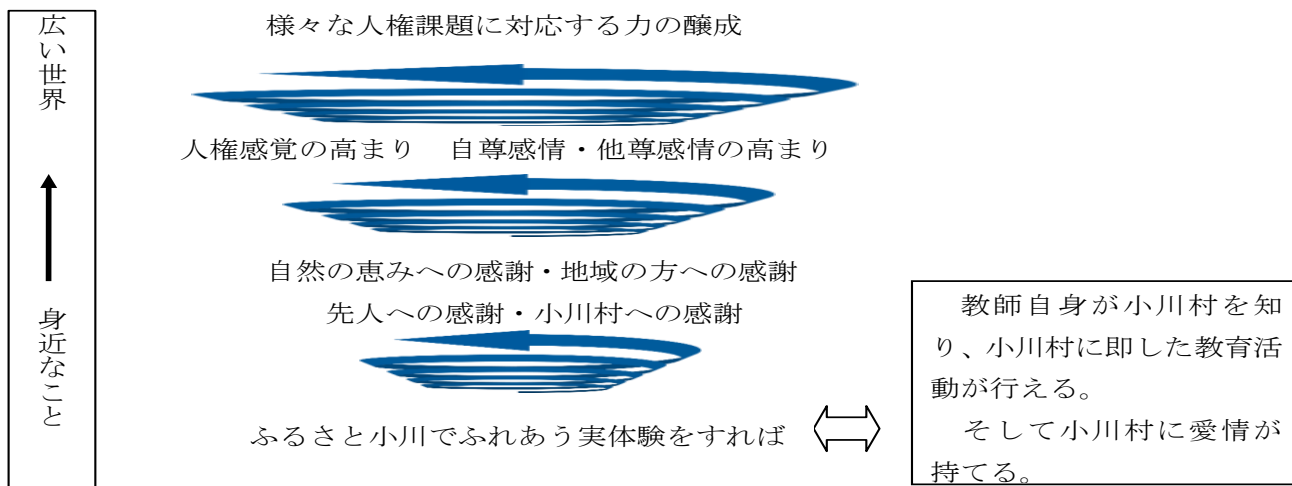 広い世界
身近なこと
様々な人権課題に対応する力の醸成
人権感覚の高まり　自尊感情・他尊感情の高まり
自然の恵みへの感謝・地域の方への感謝
先人への感謝・小川村への感謝
ふるさと小川でふれあう実体験をすれば
　教師自身が小川村を知
り、小川村に即した教育活
動が行える。
　そして小川村に愛情が
持てる。